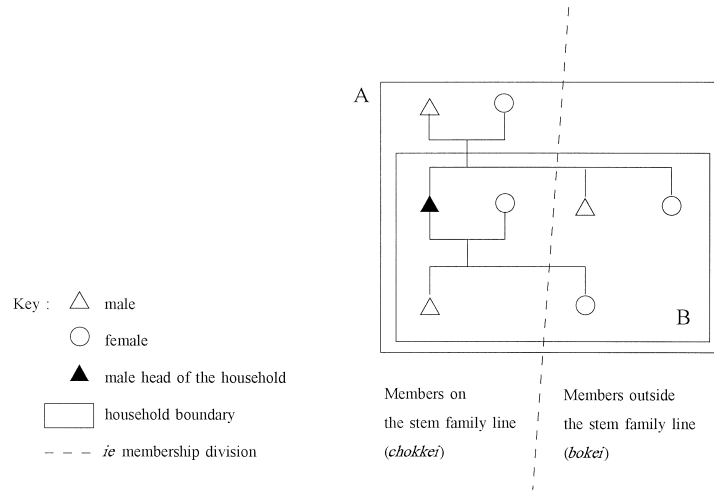 A
B
Key :
male
female
male head of the household
household boundary
ie membership division
Members on
the stem family line
(chokkei)
Members outside
the stem family line
(bokei)